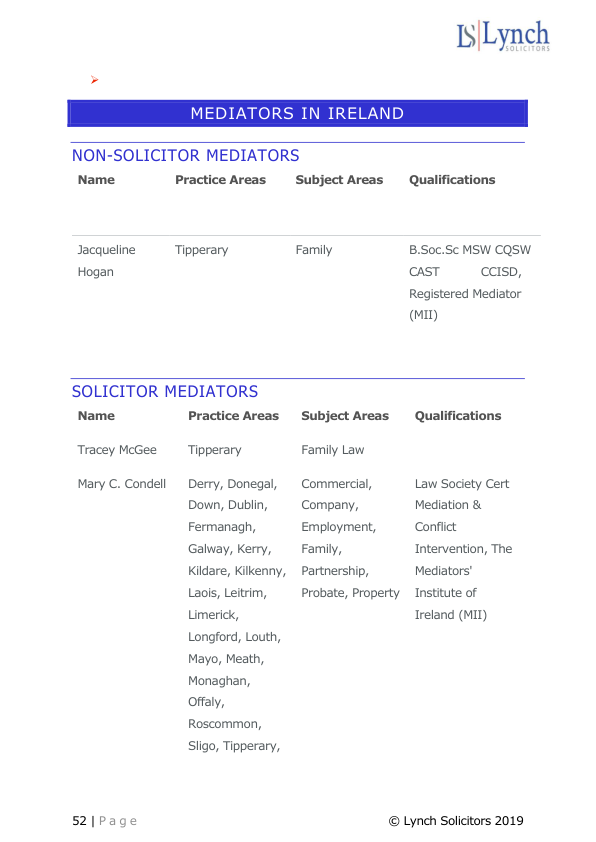 LS Lynch
SOLICITORS
MEDIATORS IN IRELAND
NON-SOLICITOR MEDIATORS
Name Practice Areas Subject Areas Qualifications
Jacqueline Tipperary Family B.Soc.Sc MSW CQSW
Hogan CAST CCISD,
Registered Mediator
(MII)
SOLICITOR MEDIATORS
Name Practice Areas Subject Areas Qualifications
Tracey McGee Tipperary Family Law
Mary C. Condell Derry, Donegal, Commercial, Law Society Cert
Down, Dublin, Company, Mediation &
Fermanagh, Employment, Conflict
Galway, Kerry, Family, Intervention, The
Kildare, Kilkenny, Partnership, Mediators'
Laois, Leitrim, Probate, Property Institute of
Limerick, Ireland (MII)
Longford, Louth,
Mayo, Meath,
Monaghan,
Offaly,
Roscommon,
Sligo, Tipperary,
52 | Page © Lynch Solicitors 2019